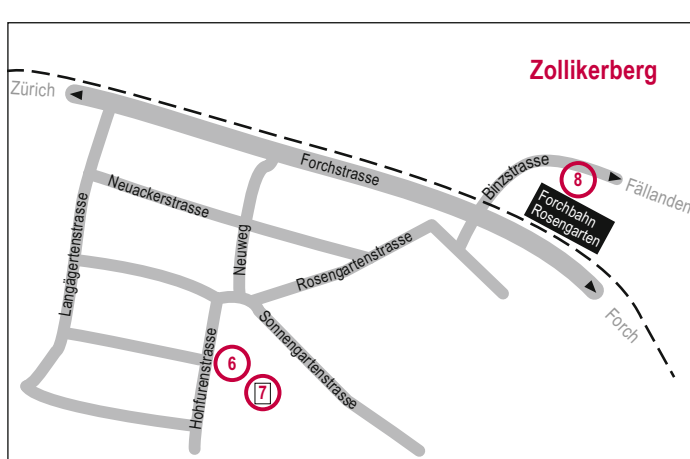 Zollikerberg
Zürich
Forchstrasse
Binzstrasse
8
Fällanden
Neuackerstrasse
Forchbahn
Rosengarten
Langägertenstrasse
Neuweg
Rosengartenstrasse
Forch
Hohfurenstrasse
Sonnengartenstrasse
6
7